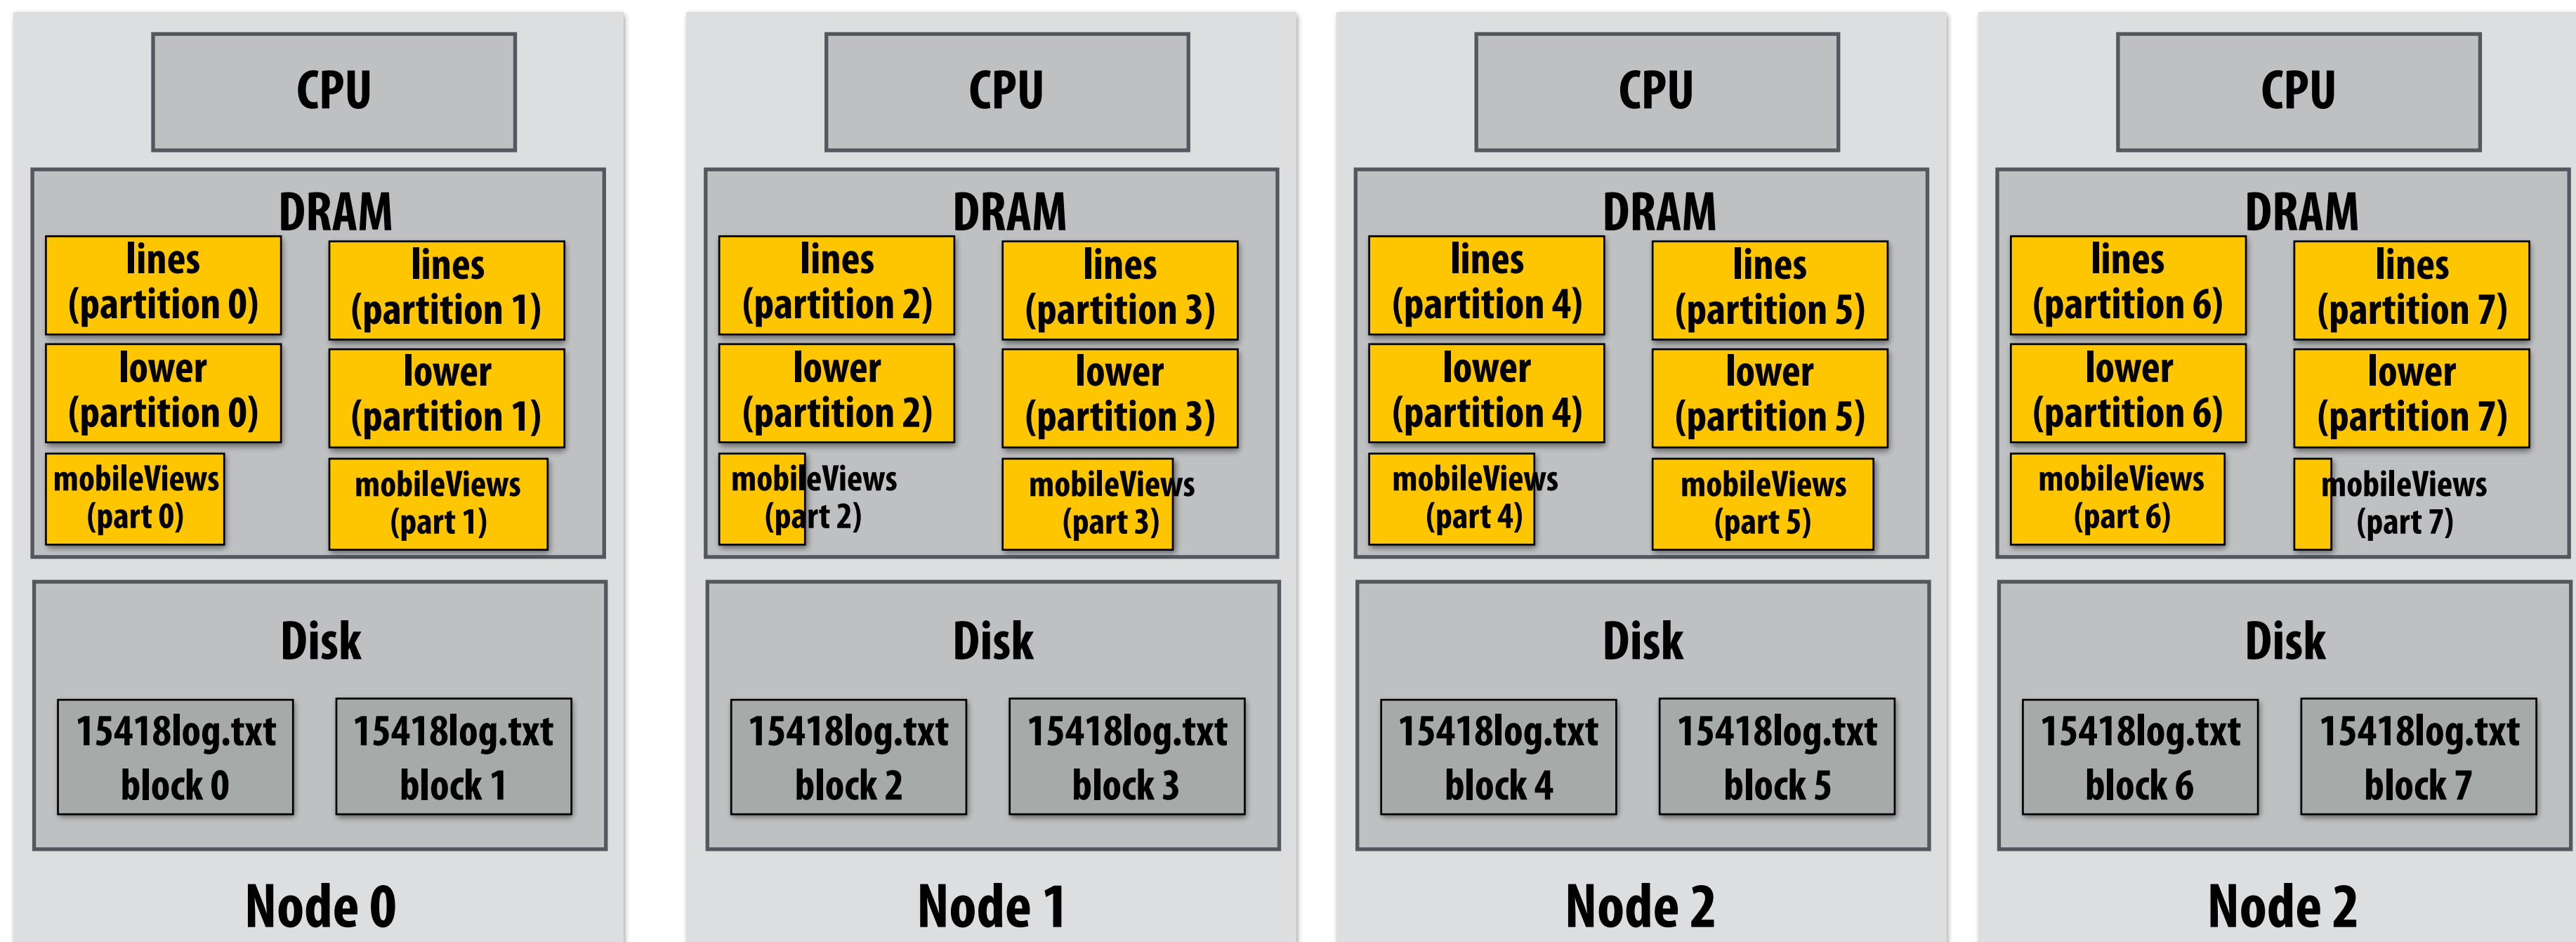 CPU
DRAM
lines
(partition 0)
lines
(partition 1)
lower
(partition 0)
lower
(partition 1)
mobileViews
(part 0)
mobileViews
(part 1)
Disk
15418log.txt
block 0
15418log.txt
block 1
Node 0
CPU
DRAM
lines
(partition 2)
lines
(partition 3)
lower
(partition 2)
lower
(partition 3)
mobileViews
(part 2)
mobileViews
(part 3)
Disk
15418log.txt
block 2
15418log.txt
block 3
Node 1
CPU
DRAM
lines
(partition 4)
lines
(partition 5)
lower
(partition 4)
lower
(partition 5)
mobileViews
(part 4)
mobileViews
(part 5)
Disk
15418log.txt
block 4
15418log.txt
block 5
Node 2
CPU
DRAM
lines
(partition 6)
lines
(partition 7)
lower
(partition 6)
lower
(partition 7)
mobileViews
(part 6)
mobileViews
(part 7)
Disk
15418log.txt
block 6
15418log.txt
block 7
Node 2